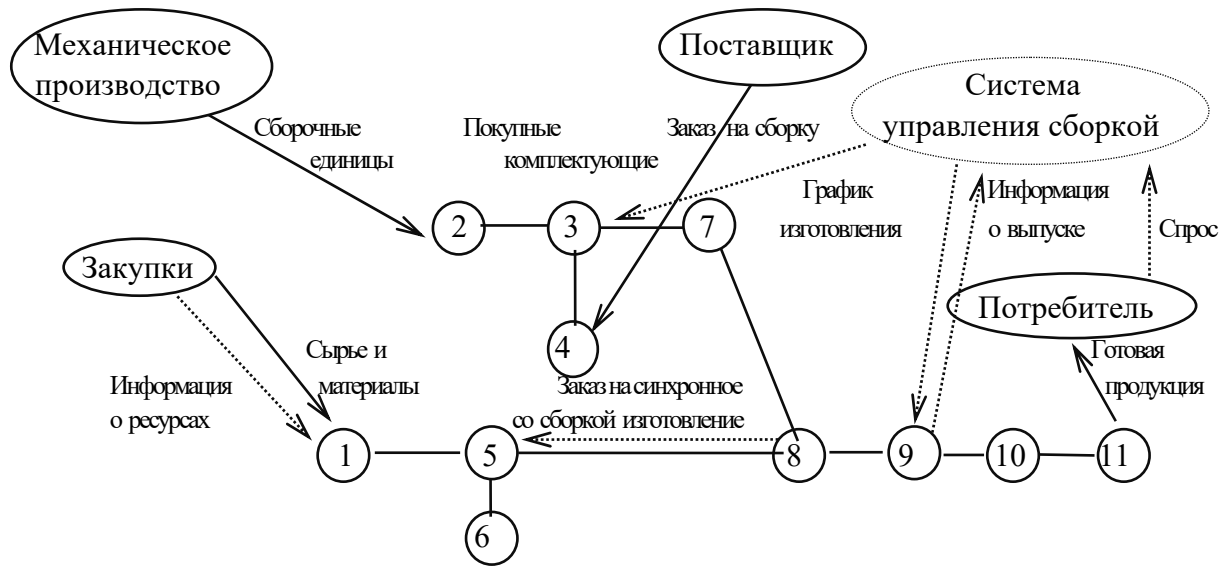 Механическое
производство
Поставщик
Система
управления сборкой
Сборочные
единицы
Покупные
комплектующие
Заказ на сборку
График
изготовления
Информация
о выпуске
Спрос
2
3
7
Закупки
Потребитель
4
Сырье и
материалы
Информация
о ресурсах
Заказ на синхронное
со сборкой изготовление
Готовая
продукция
1
5
8
9
10
11
6